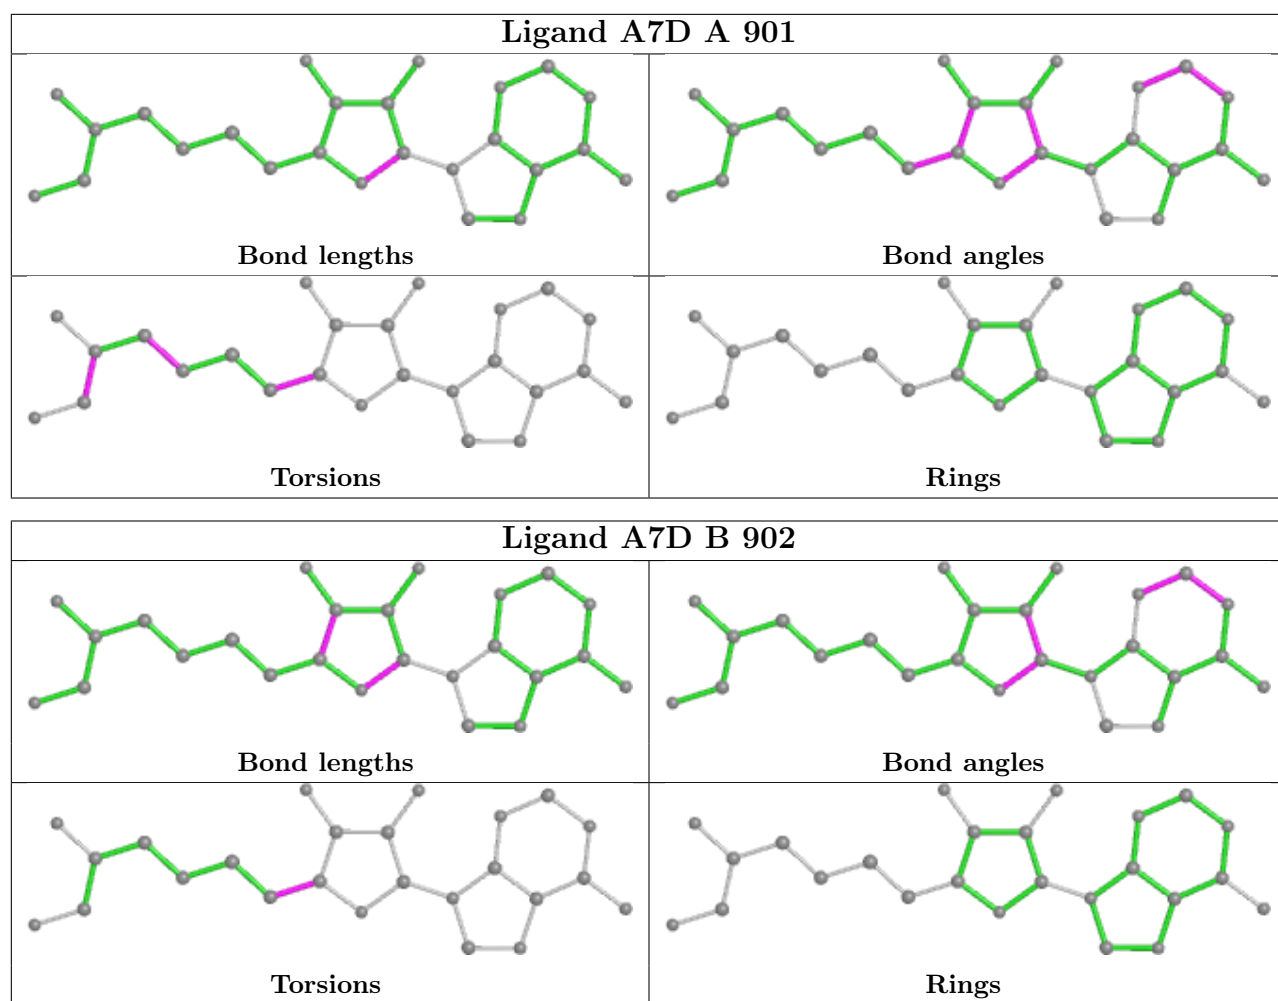 Ligand A7D A 901
Bond lengths
Bond angles
Torsions
Rings
Ligand A7D B 902
Bond lengths
Bond angles
Torsions
Rings